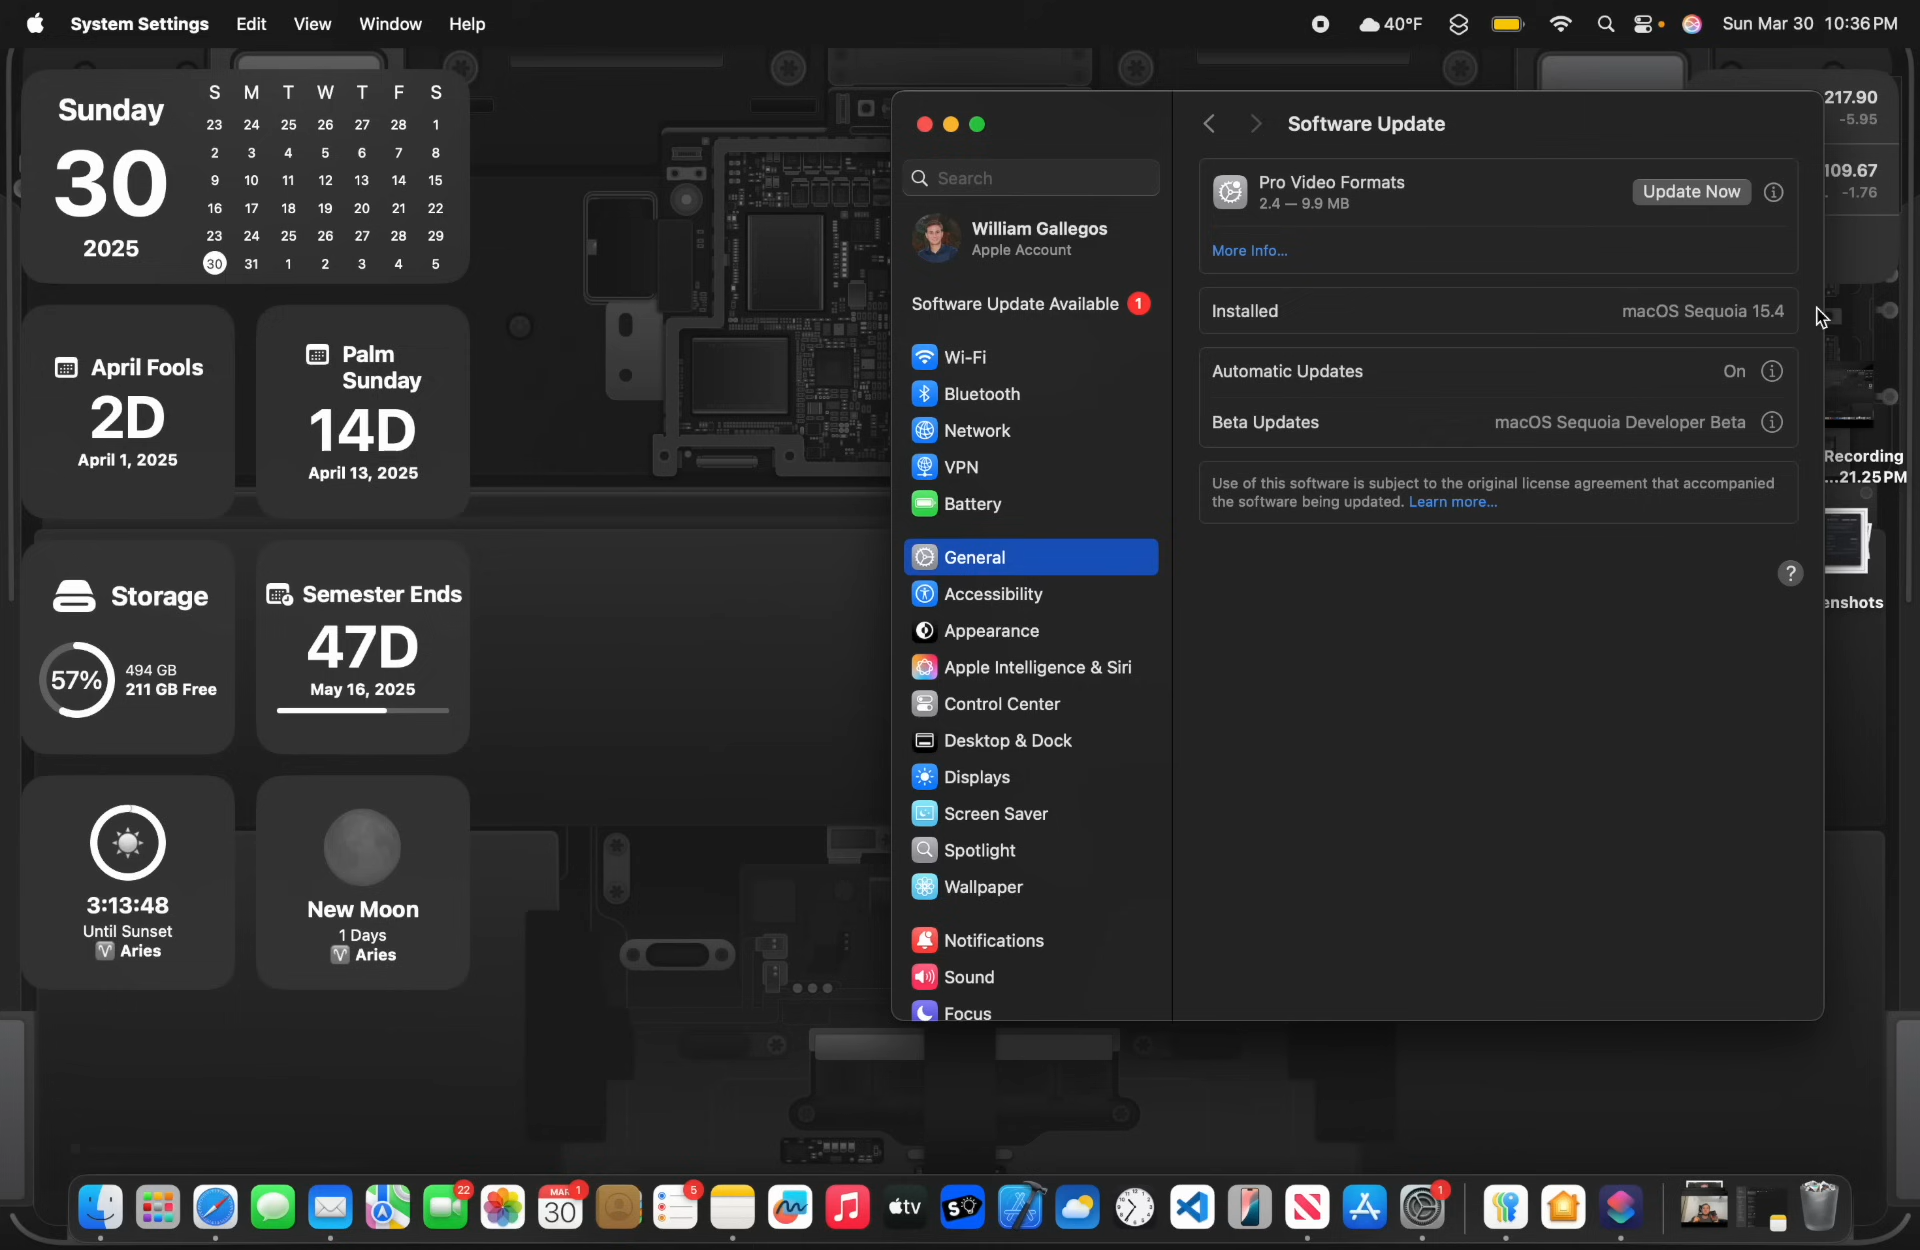 System Settings Edit View Window Help 40°F Sun Mar 30 10:36 PM
Sunday
30
2025
S M T W T F S
23 24 25 26 27 28 1
2 3 4 5 6 7 8
9 10 11 12 13 14 15
16 17 18 19 20 21 22
23 24 25 26 27 28 29
30 31 1 2 3 4 5
April Fools
2D
April 1, 2025
Palm
Sunday
14D
April 13, 2025
Storage
57%
494 GB
211 GB Free
Semester Ends
47D
May 16, 2025
3:13:48
Until Sunset
Aries
New Moon
1 Days
Aries
Search
William Gallegos
Apple Account
Software Update Available 1
Wi-Fi
Bluetooth
Network
VPN
Battery
General
Accessibility
Appearance
Apple Intelligence & Siri
Control Center
Desktop & Dock
Displays
Screen Saver
Spotlight
Wallpaper
Notifications
Sound
Focus
Software Update
Pro Video Formats
2.4 — 9.9 MB
Update Now
More Info...
Installed macOS Sequoia 15.4
Automatic Updates On
Beta Updates macOS Sequoia Developer Beta
Use of this software is subject to the original license agreement that accompanied
the software being updated. Learn more...
?
217.90
-5.95
109.67
-1.76
Recording
...21.25 PM
enshots
22
MAR
30
1
5
tv
1